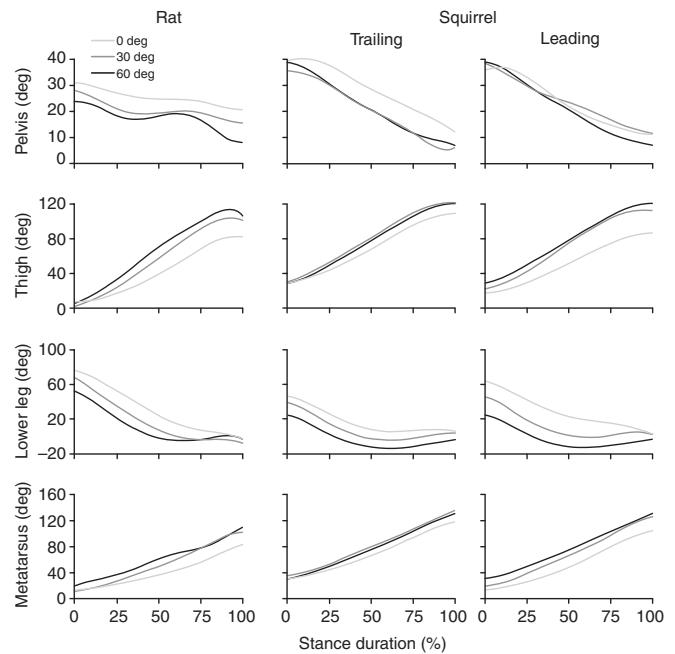 Rat
Squirrel
Trailing
Leading
0 deg
30 deg
60 deg
Pelvis (deg)
40
30
20
10
0
Thigh (deg)
120
80
40
0
Lower leg (deg)
100
60
20
–20
Metatarsus (deg)
160
120
80
40
0
0 25 50 75 100 0 25 50 75 100 0 25 50 75 100
Stance duration (%)